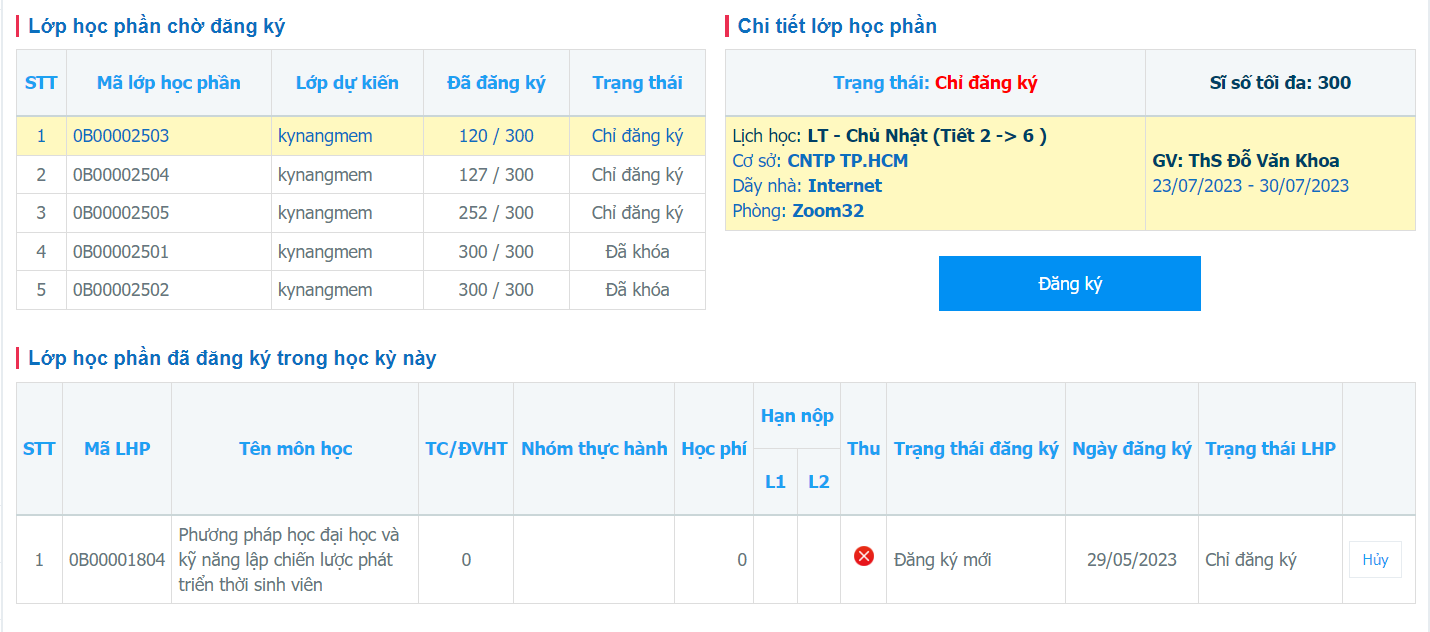 Lớp học phần chờ đăng ký
STT Mã lớp học phần Lớp dự kiến Đã đăng ký Trạng thái
1 0B00002503 kynangmem 120 / 300 Chỉ đăng ký
2 0B00002504 kynangmem 127 / 300 Chỉ đăng ký
3 0B00002505 kynangmem 252 / 300 Chỉ đăng ký
4 0B00002501 kynangmem 300 / 300 Đã khóa
5 0B00002502 kynangmem 300 / 300 Đã khóa
Chi tiết lớp học phần
Trạng thái: Chỉ đăng ký Sĩ số tối đa: 300
Lịch học: LT - Chủ Nhật (Tiết 2 -> 6 )
Cơ sở: CNTP TP.HCM
Dãy nhà: Internet
Phòng: Zoom32
GV: ThS Đỗ Văn Khoa
23/07/2023 - 30/07/2023
Đăng ký
Lớp học phần đã đăng ký trong học kỳ này
STT Mã LHP Tên môn học TC/ĐVHT Nhóm thực hành Học phí Hạn nộp Thu Trạng thái đăng ký Ngày đăng ký Trạng thái LHP
L1 L2
1 0B00001804 Phương pháp học đại học và
kỹ năng lập chiến lược phát
triển thời sinh viên
0 0 Đăng ký mới 29/05/2023 Chỉ đăng ký Hủy